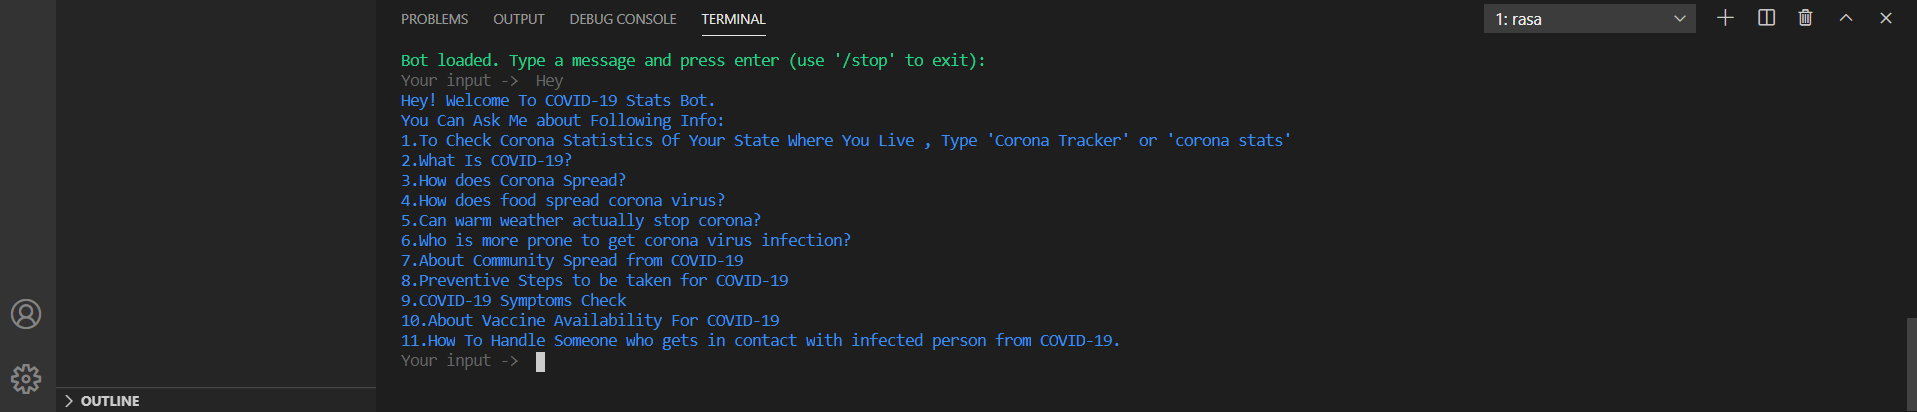 PROBLEMS OUTPUT DEBUG CONSOLE TERMINAL 1: rasa
Bot loaded. Type a message and press enter (use '/stop' to exit):
Your input -> Hey
Hey! Welcome To COVID-19 Stats Bot.
You Can Ask Me about Following Info:
1.To Check Corona Statistics Of Your State Where You Live , Type 'Corona Tracker' or 'corona stats'
2.What Is COVID-19?
3.How does Corona Spread?
4.How does food spread corona virus?
5.Can warm weather actually stop corona?
6.Who is more prone to get corona virus infection?
7.About Community Spread from COVID-19
8.Preventive Steps to be taken for COVID-19
9.COVID-19 Symptoms Check
10.About Vaccine Availability For COVID-19
11.How To Handle Someone who gets in contact with infected person from COVID-19.
Your input ->
OUTLINE